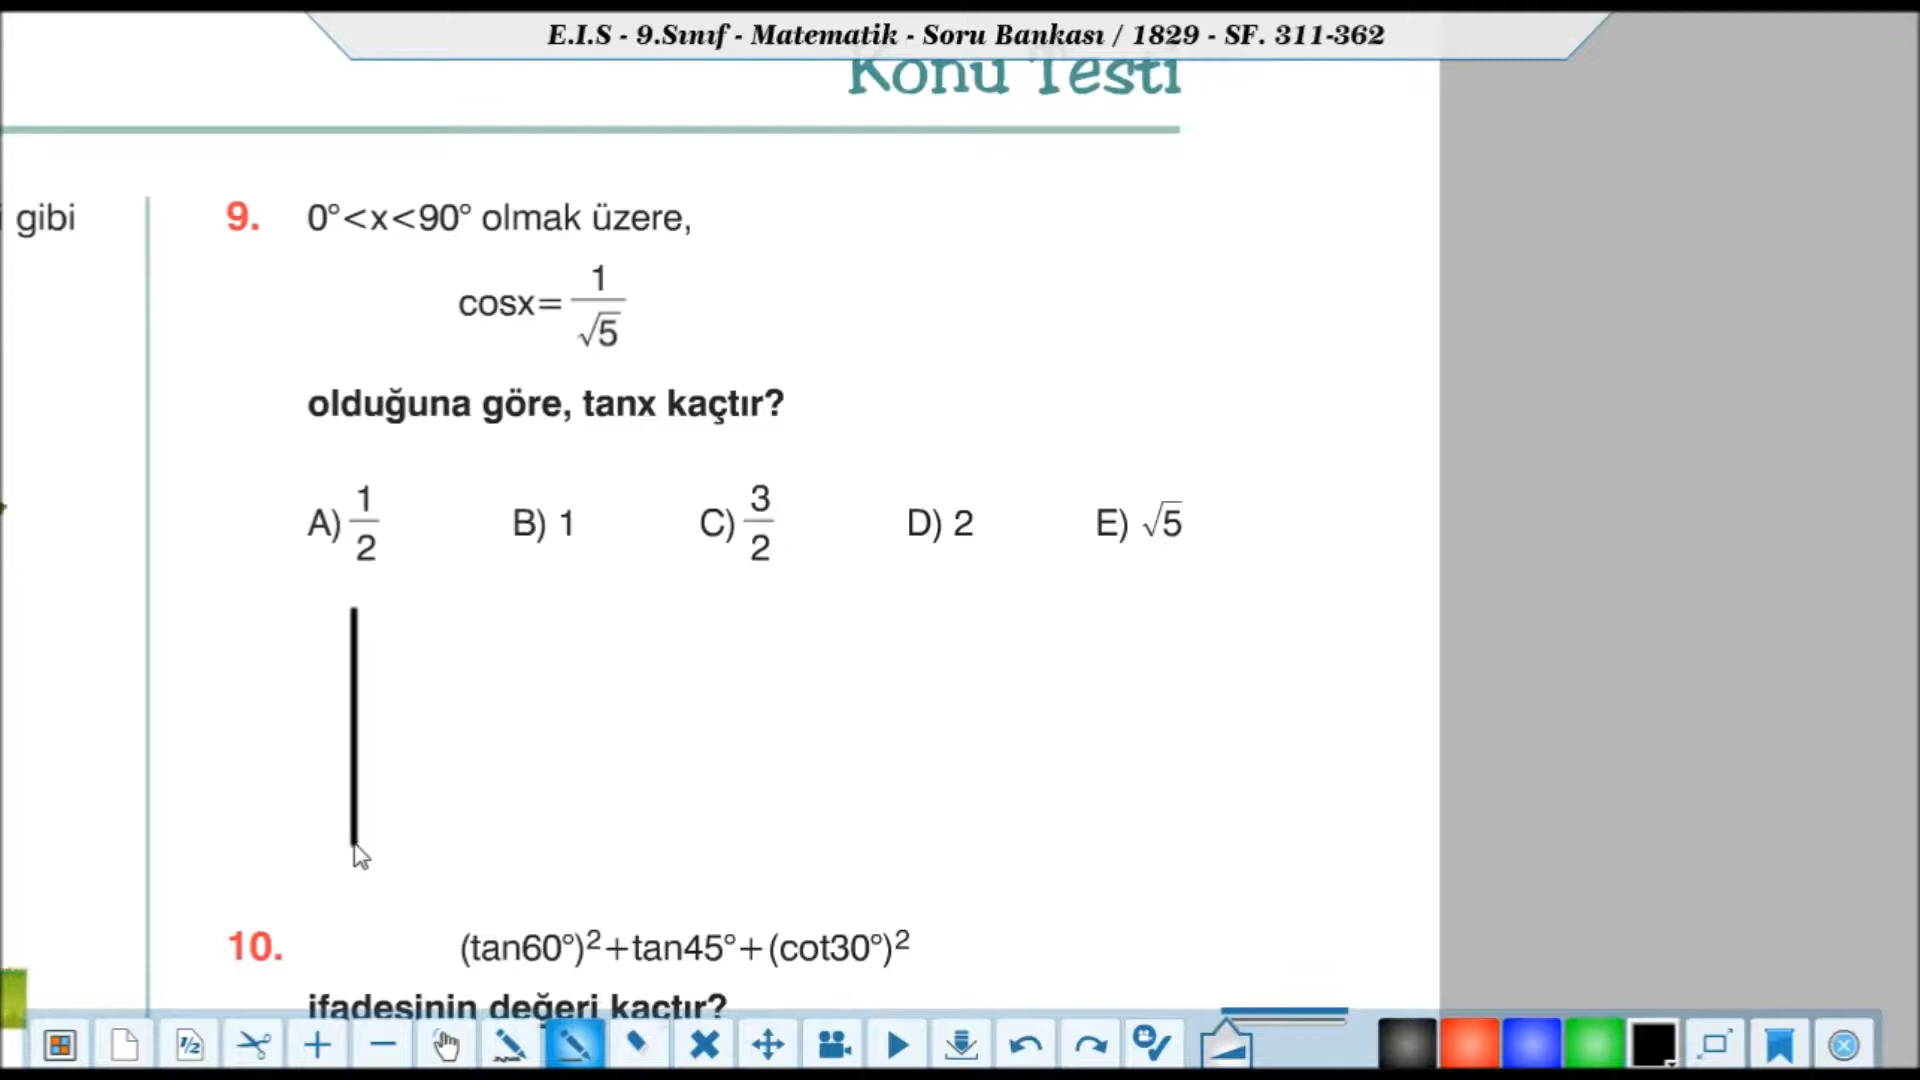 E.I.S - 9.Sınıf - Matematik - Soru Bankası / 1829 - SF. 311-362
Konu Testi
gibi
9. 0°<x<90° olmak üzere,
cosx=1/√5
olduğuna göre, tanx kaçtır?
A) 1/2 B) 1 C) 3/2 D) 2 E) √5
10. (tan60°)²+tan45°+(cot30°)²
ifadesinin değeri kaçtır?
1/2